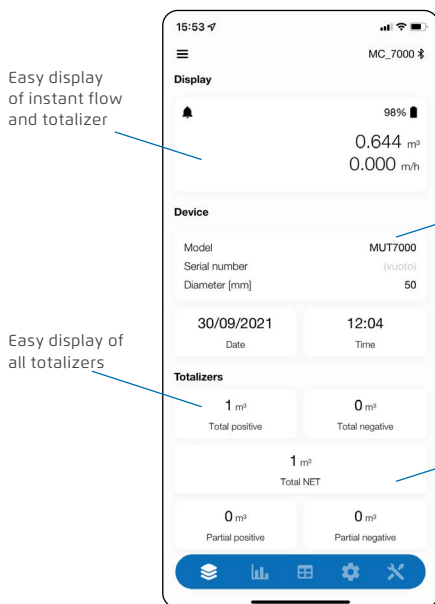 Easy display
of instant flow
and totalizer
Easy display of
all totalizers
15:53
MC_7000
Display
98%
0.644 m³
0.000 m/h
Device
Model MUT7000
Serial number (vuoto)
Diameter [mm] 50
30/09/2021 12:04
Date Time
Totalizers
1 m³ 0 m³
Total positive Total negative
1 m³
Total NET
0 m³ 0 m³
Partial positive Partial negative